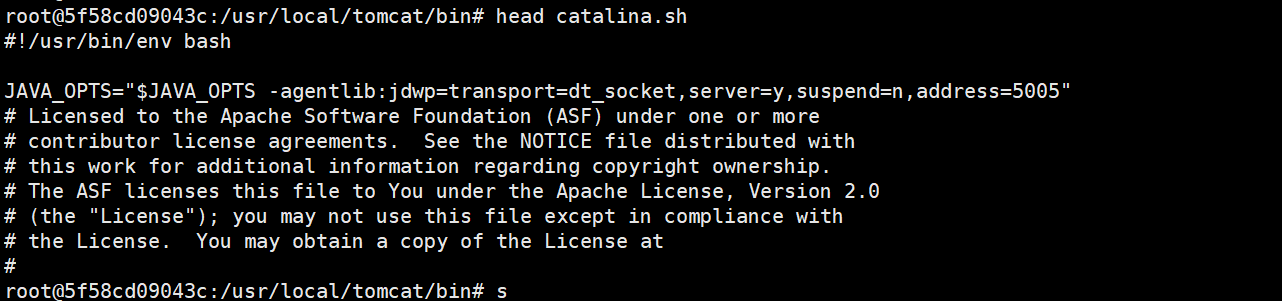 root@5f58cd09043c:/usr/local/tomcat/bin# head catalina.sh
#!/usr/bin/env bash
JAVA_OPTS="$JAVA_OPTS -agentlib:jdwp=transport=dt_socket,server=y,suspend=n,address=5005"
# Licensed to the Apache Software Foundation (ASF) under one or more
# contributor license agreements.  See the NOTICE file distributed with
# this work for additional information regarding copyright ownership.
# The ASF licenses this file to You under the Apache License, Version 2.0
# (the "License"); you may not use this file except in compliance with
# the License.  You may obtain a copy of the License at
#
root@5f58cd09043c:/usr/local/tomcat/bin# s